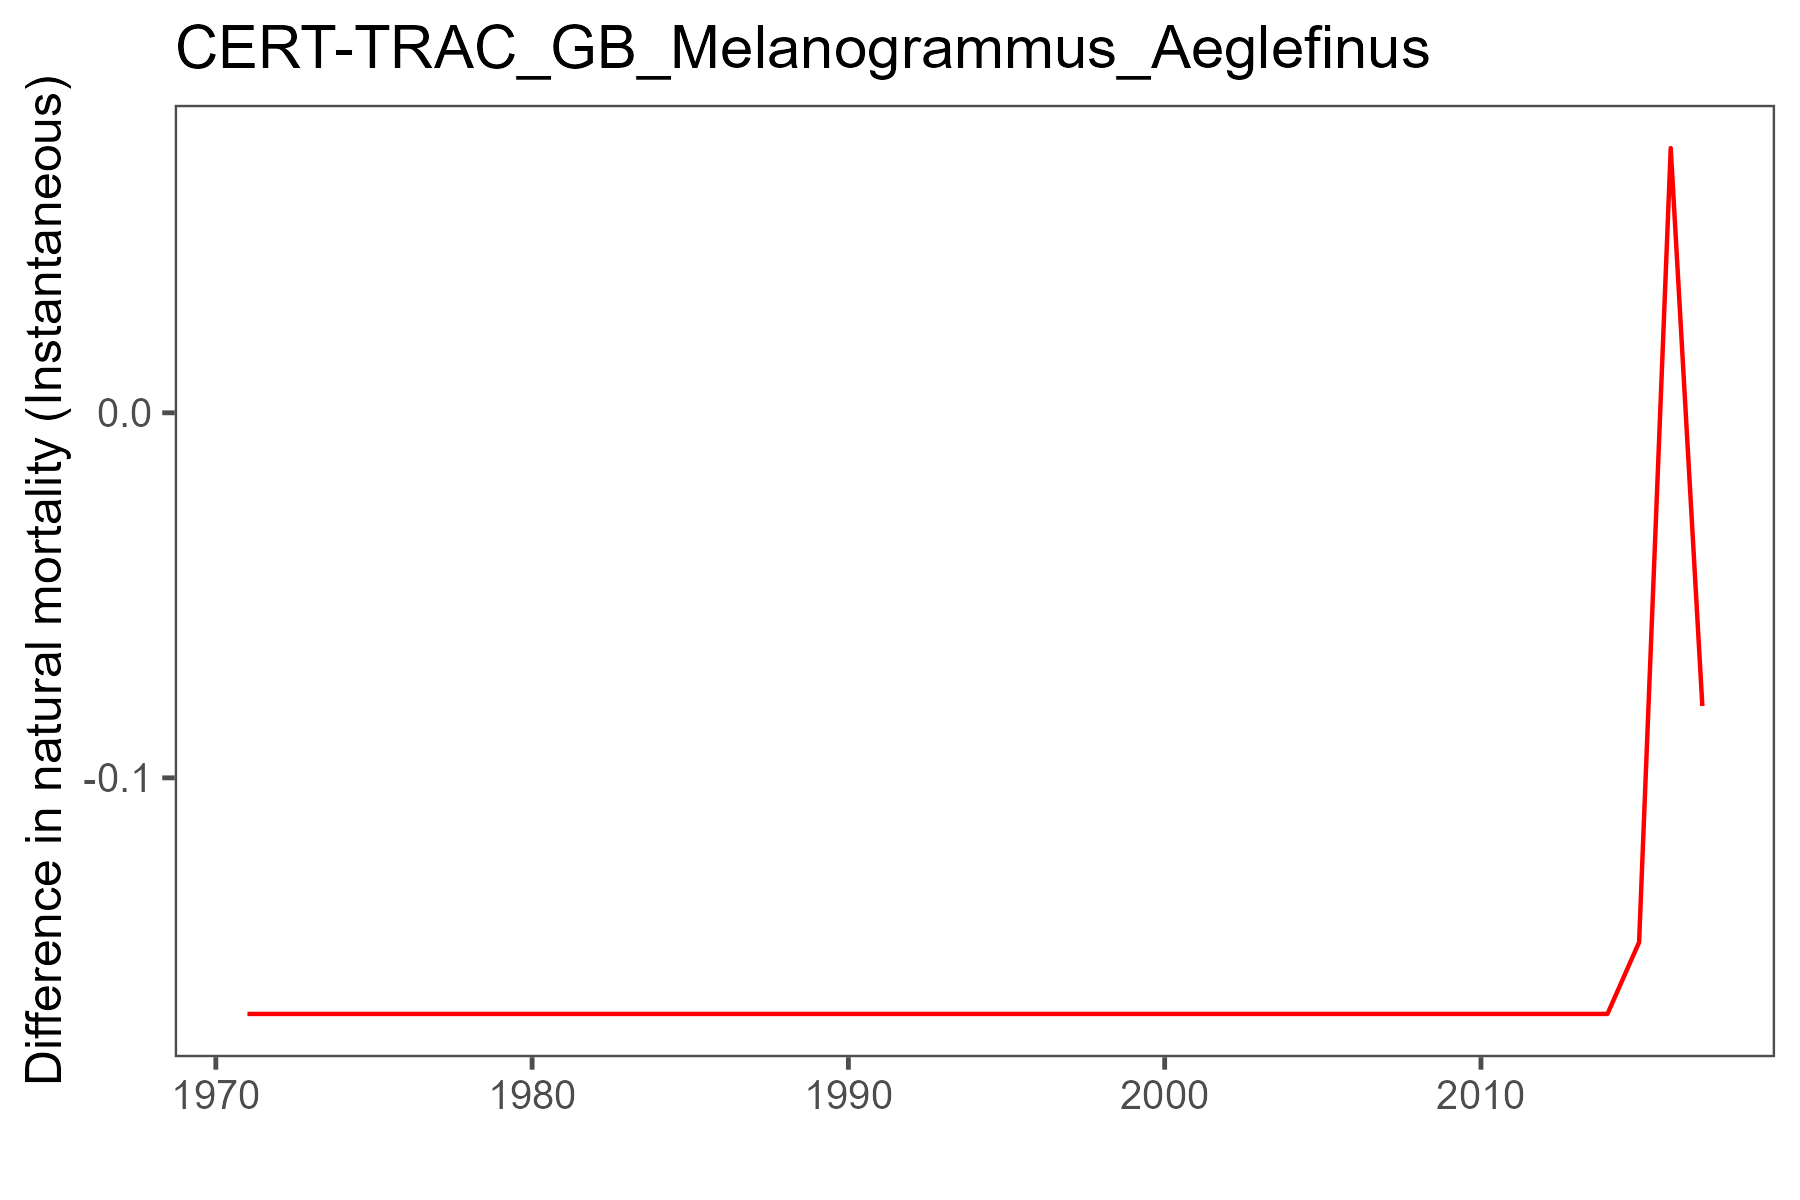 CERT-TRAC_GB_Melanogrammus_Aeglefinus
Difference in natural mortality (Instantaneous)
0.0
-0.1
1970 1980 1990 2000 2010